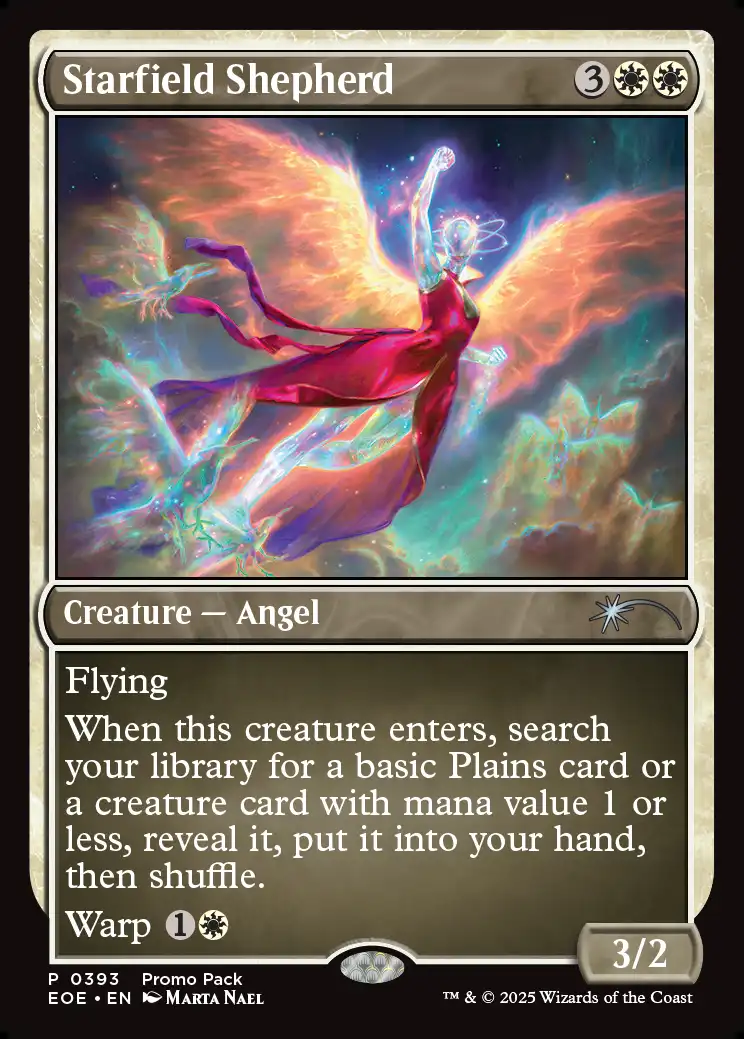 Starfield Shepherd 3
Creature — Angel
Flying
When this creature enters, search
your library for a basic Plains card or
a creature card with mana value 1 or
less, reveal it, put it into your hand,
then shuffle.
Warp 1
3/2
P 0393 Promo Pack
EOE • EN Marta Nael
™ & © 2025 Wizards of the Coast